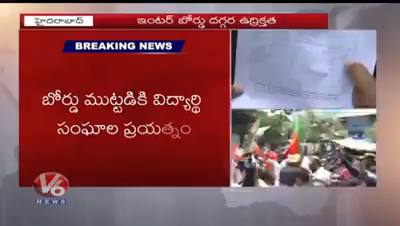 హైదరాబాద్
ఇంటర్ బోర్డు దగ్గర ఉద్రిక్తత
BREAKING NEWS
బోర్డు ముట్టడికి విద్యార్థి
సంఘాల ప్రయత్నం
V6
NEWS